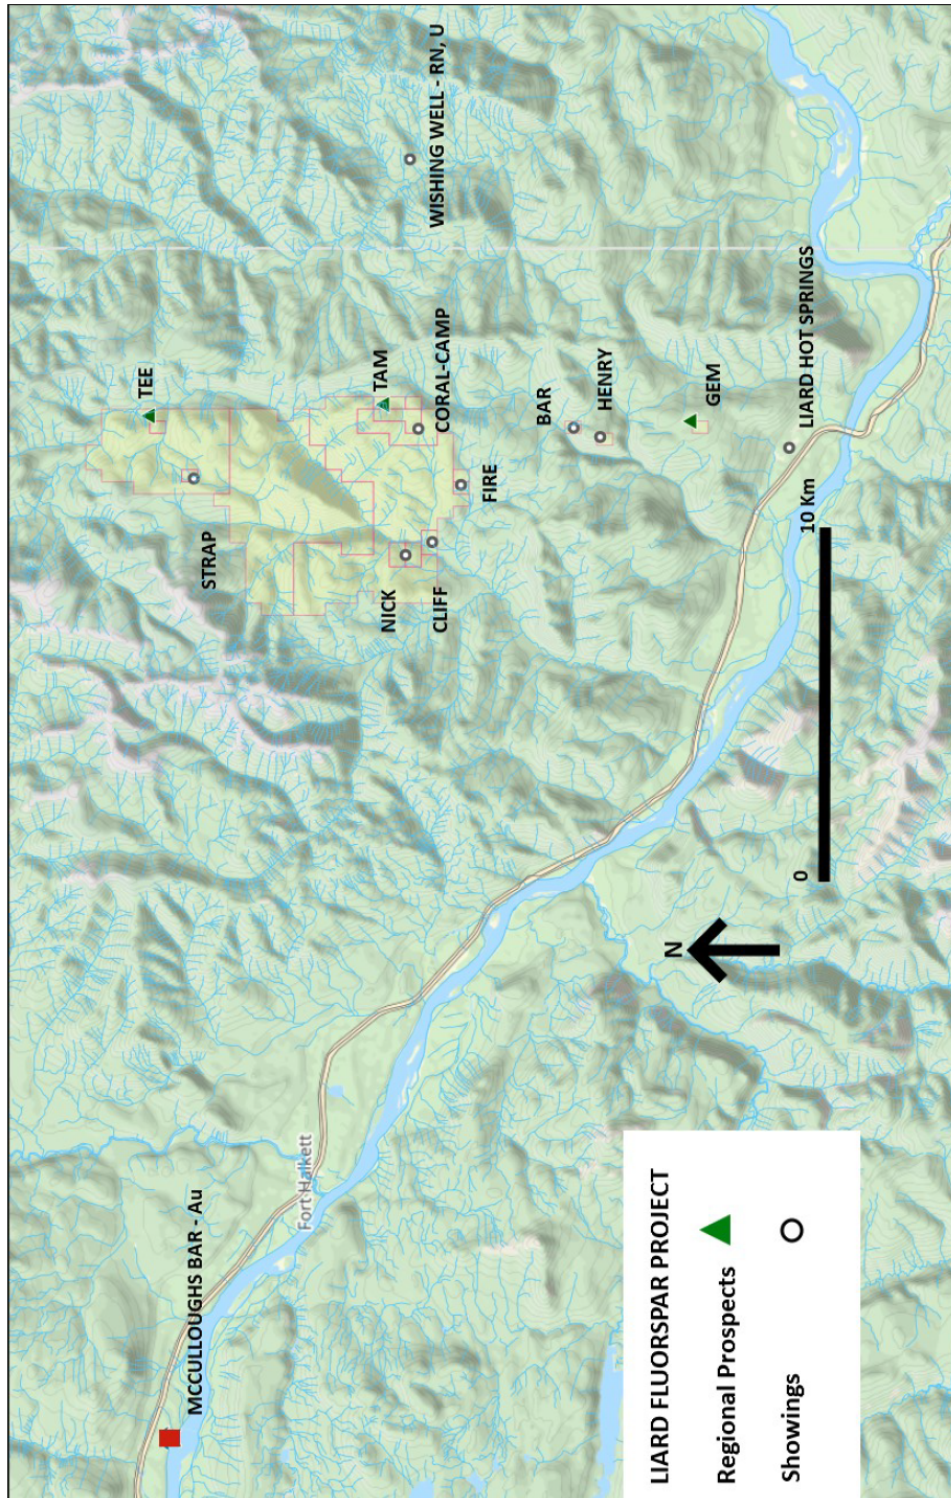 MCCULLOUGHS BAR - Au
Fort Halkett
TEE
STRAP
TAM
CORAL-CAMP
WISHING WELL - RN, U
NICK
CLIFF
FIRE
BAR
HENRY
GEM
LIARD HOT SPRINGS
N
0
10 Km
LIARD FLUORSPAR PROJECT
Regional Prospects
Showings